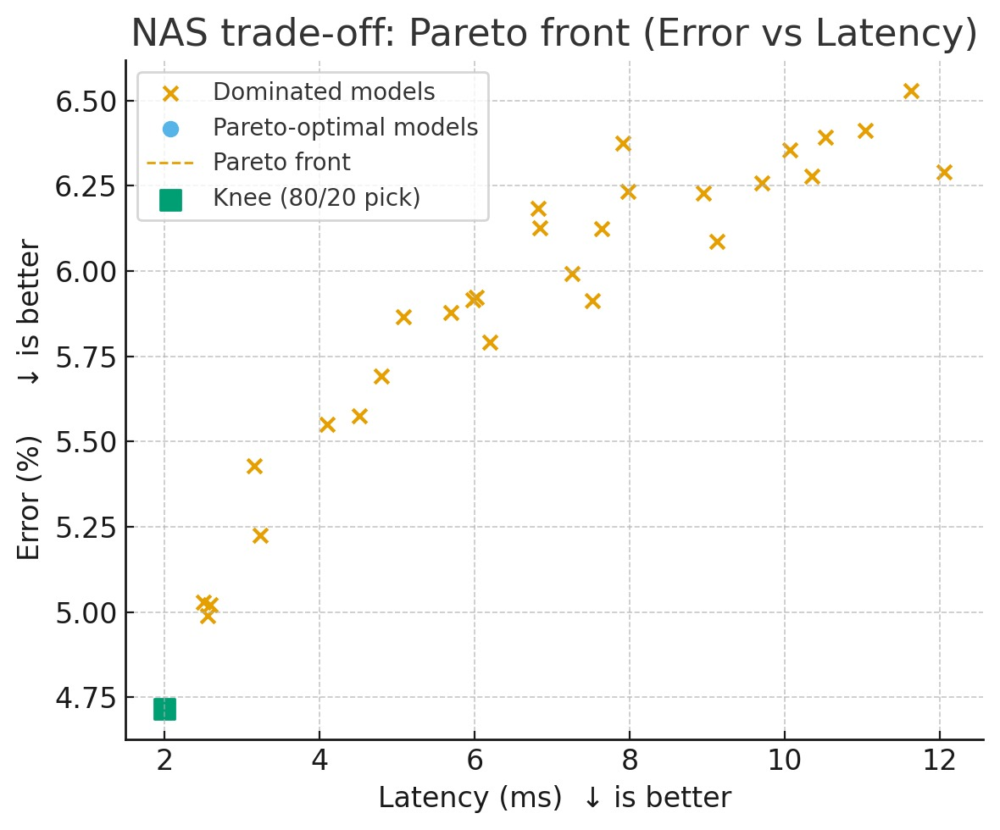 NAS trade-off: Pareto front (Error vs Latency)
Dominated models
Pareto-optimal models
Pareto front
Knee (80/20 pick)
Error (%) ↓ is better
6.50
6.25
6.00
5.75
5.50
5.25
5.00
4.75
2 4 6 8 10 12
Latency (ms) ↓ is better